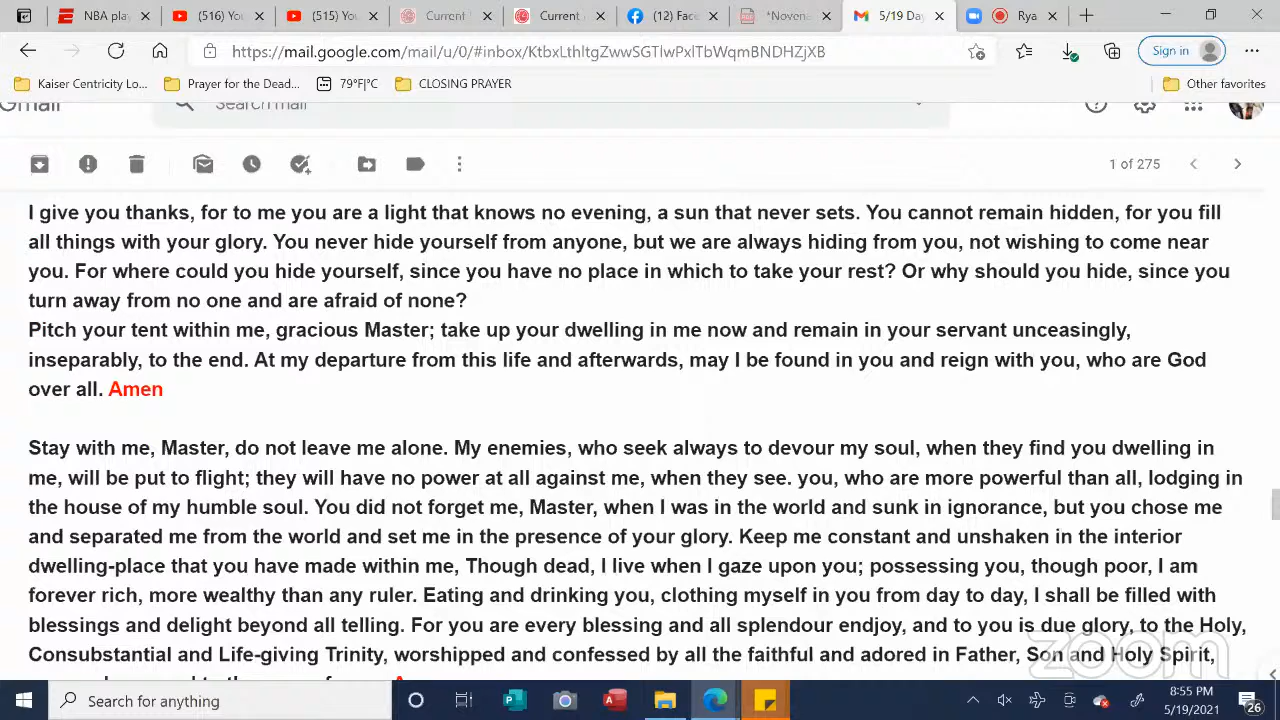 NBA play
(516) Yo
(515) You
Current
Current
(12) Face
"Novena
5/19 Day
Rya
https://mail.google.com/mail/u/0/#inbox/KtbxLthltgZwwSGTlwPxlTbWqmBNDHZjXB
Sign in
Kaiser Centricity Lo...
Prayer for the Dead...
79°F|°C
CLOSING PRAYER
Other favorites
Gmail
Search mail
1 of 275
I give you thanks, for to me you are a light that knows no evening, a sun that never sets. You cannot remain hidden, for you fill
all things with your glory. You never hide yourself from anyone, but we are always hiding from you, not wishing to come near
you. For where could you hide yourself, since you have no place in which to take your rest? Or why should you hide, since you
turn away from no one and are afraid of none?
Pitch your tent within me, gracious Master; take up your dwelling in me now and remain in your servant unceasingly,
inseparably, to the end. At my departure from this life and afterwards, may I be found in you and reign with you, who are God
over all. Amen
Stay with me, Master, do not leave me alone. My enemies, who seek always to devour my soul, when they find you dwelling in
me, will be put to flight; they will have no power at all against me, when they see. you, who are more powerful than all, lodging in
the house of my humble soul. You did not forget me, Master, when I was in the world and sunk in ignorance, but you chose me
and separated me from the world and set me in the presence of your glory. Keep me constant and unshaken in the interior
dwelling-place that you have made within me, Though dead, I live when I gaze upon you; possessing you, though poor, I am
forever rich, more wealthy than any ruler. Eating and drinking you, clothing myself in you from day to day, I shall be filled with
blessings and delight beyond all telling. For you are every blessing and all splendour endjoy, and to you is due glory, to the Holy,
Consubstantial and Life-giving Trinity, worshipped and confessed by all the faithful and adored in Father, Son and Holy Spirit,
zoom
Search for anything
8:55 PM
5/19/2021
26